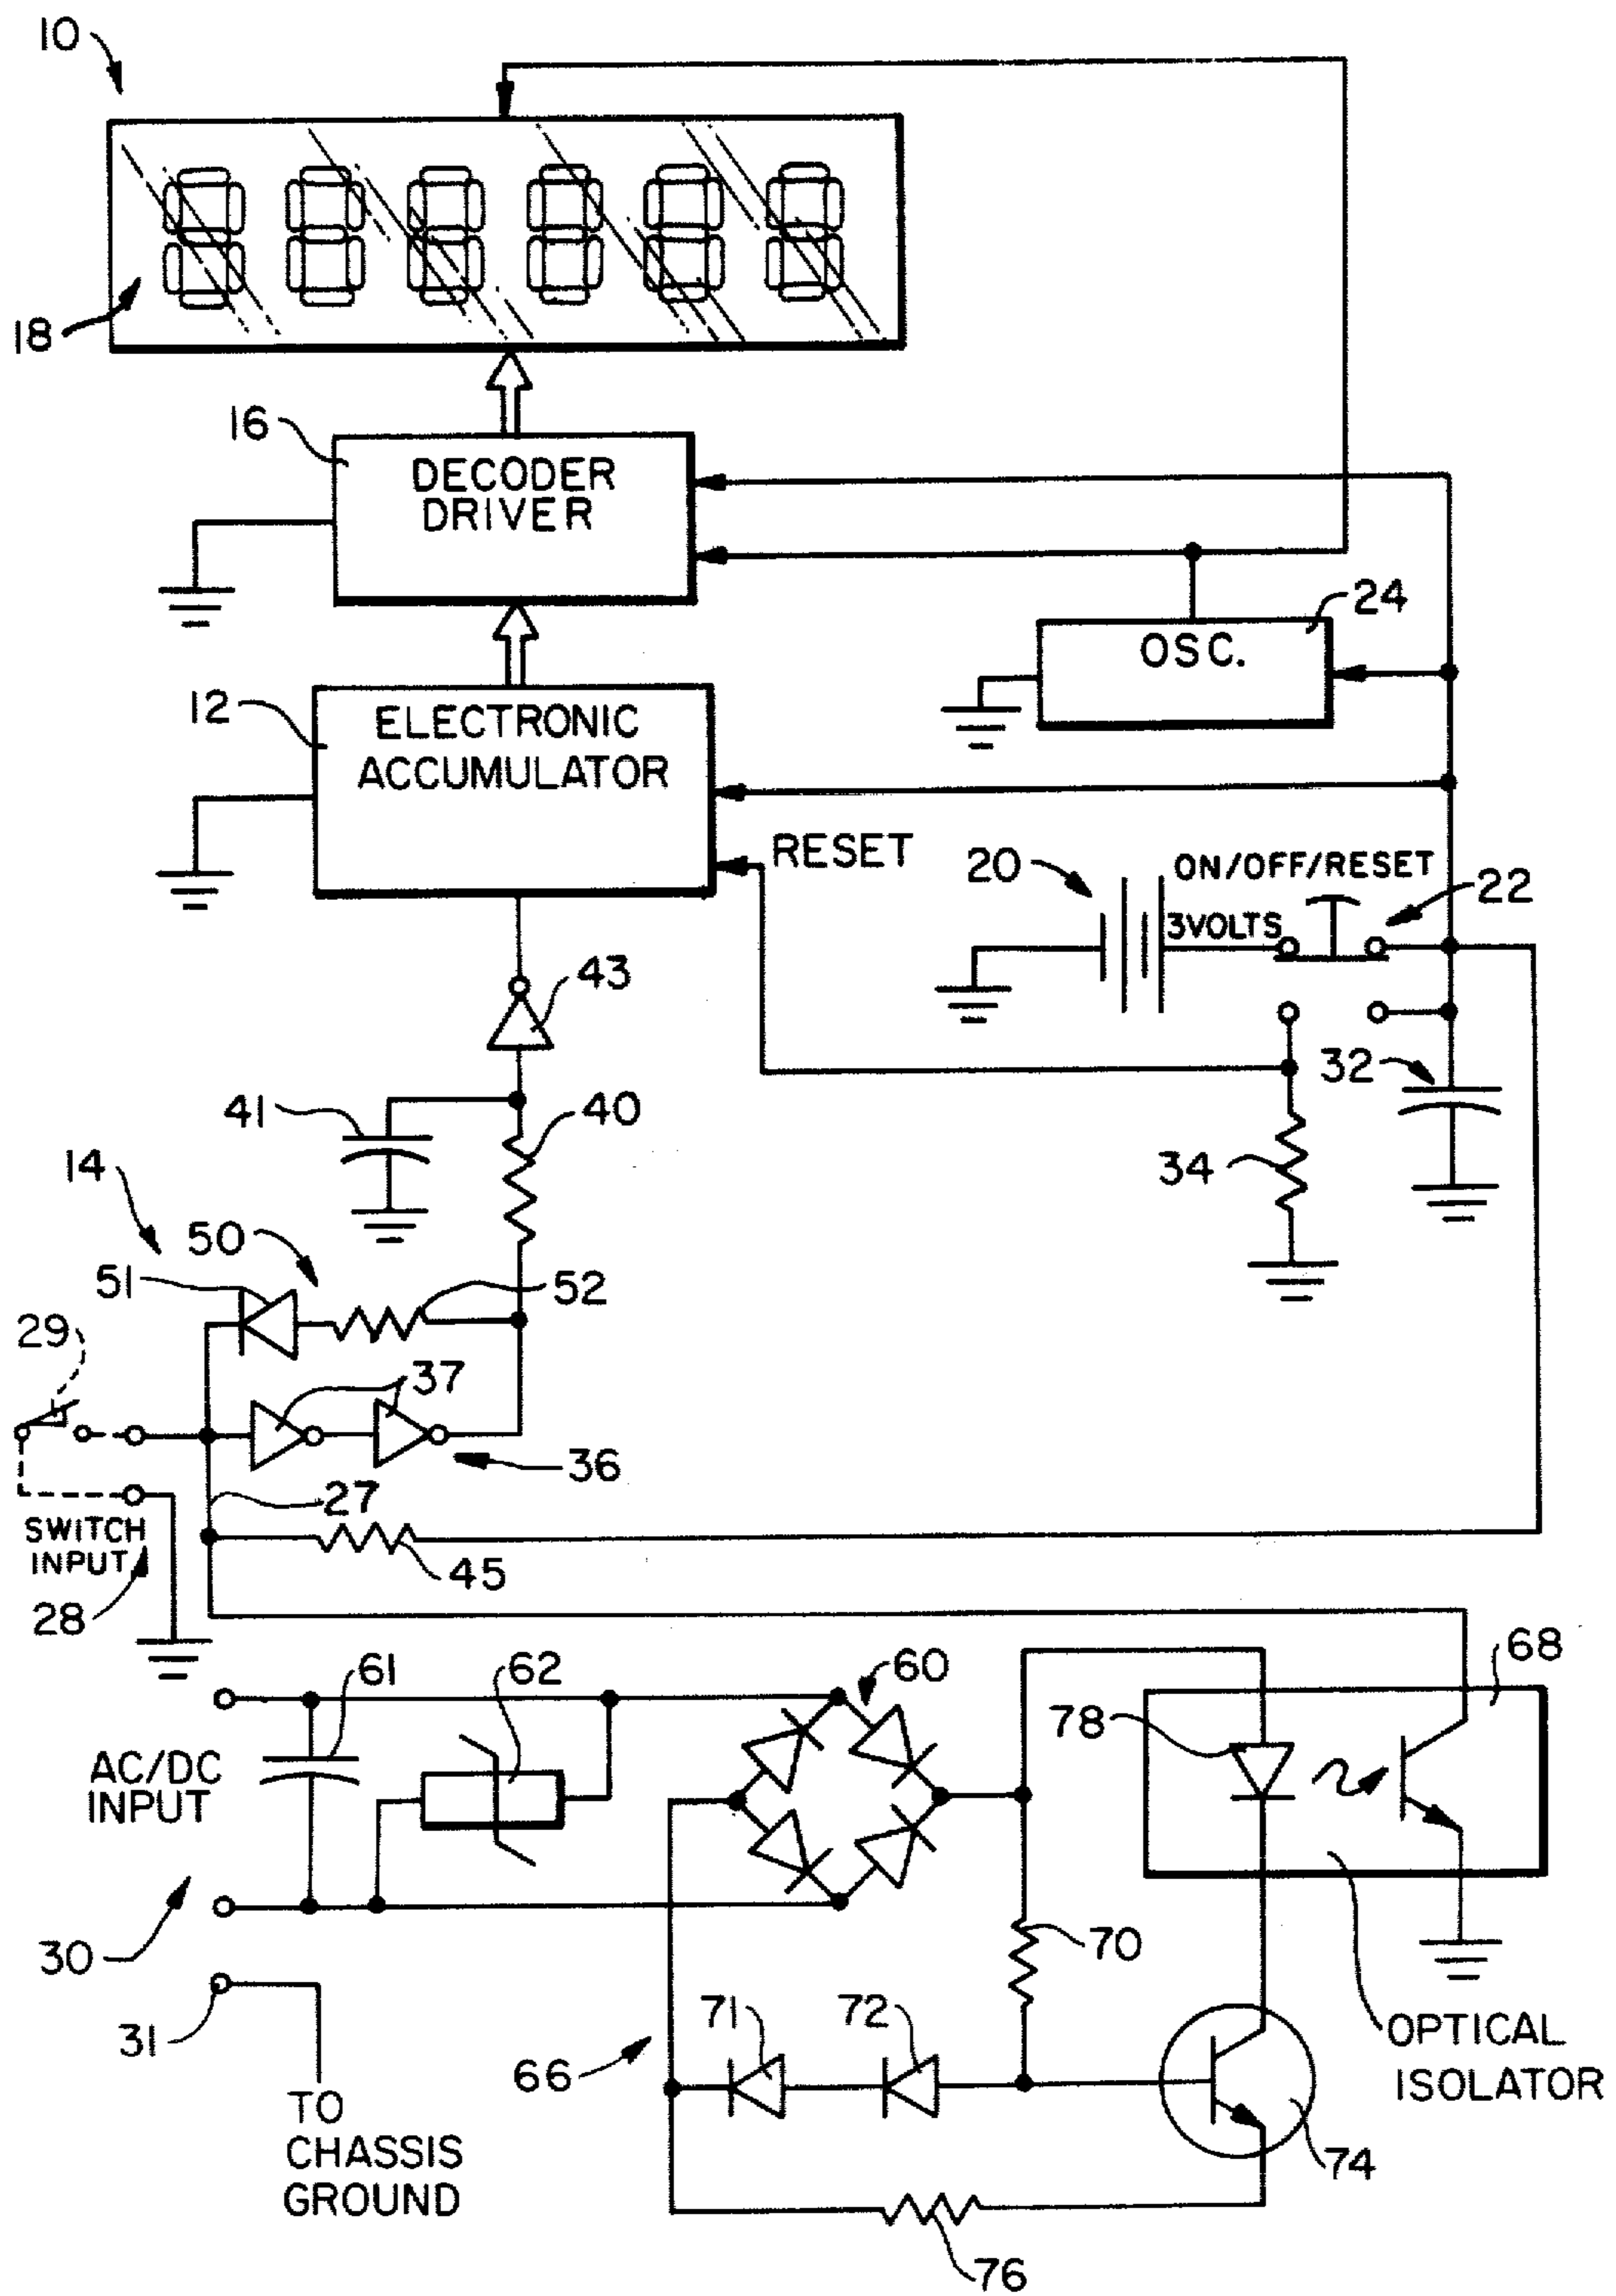 10
18
16
DECODER
DRIVER
24
OSC.
12
ELECTRONIC
ACCUMULATOR
RESET
20
ON/OFF/RESET
22
3VOLTS
43
32
41
40
34
14
50
51
52
29
37
36
27
SWITCH
INPUT
45
28
61
62
60
68
78
AC/DC
INPUT
70
30
71
72
31
66
OPTICAL
ISOLATOR
TO
CHASSIS
GROUND
74
76